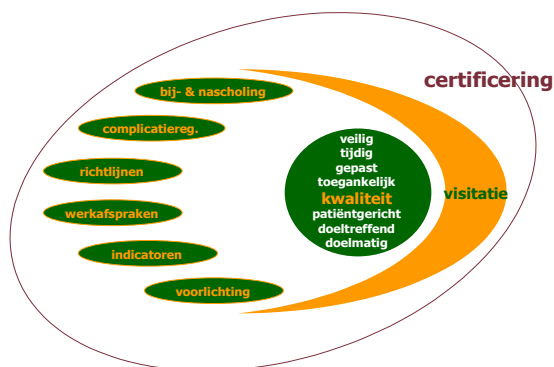 certificering
bij- & nascholing
complicatiereg.
richtlijnen
werkafspraken
indicatoren
voorlichting
veilig
tijdig
gepast
toegankelijk
kwaliteit
patiëntgericht
doeltreffend
doelmatig
visitatie